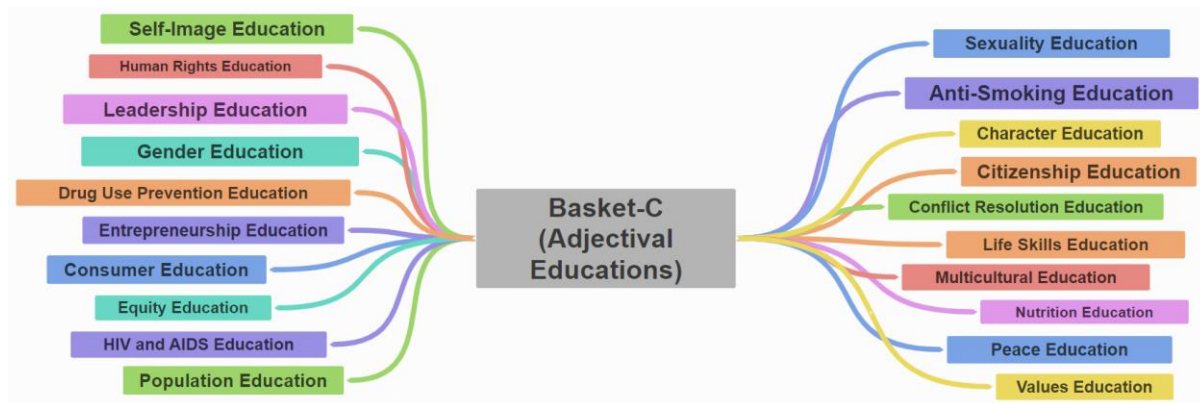 Self-Image Education
Human Rights Education
Leadership Education
Gender Education
Drug Use Prevention Education
Entrepreneurship Education
Consumer Education
Equity Education
HIV and AIDS Education
Population Education
Basket-C
(Adjectival
Educations)
Sexuality Education
Anti-Smoking Education
Character Education
Citizenship Education
Conflict Resolution Education
Life Skills Education
Multicultural Education
Nutrition Education
Peace Education
Values Education